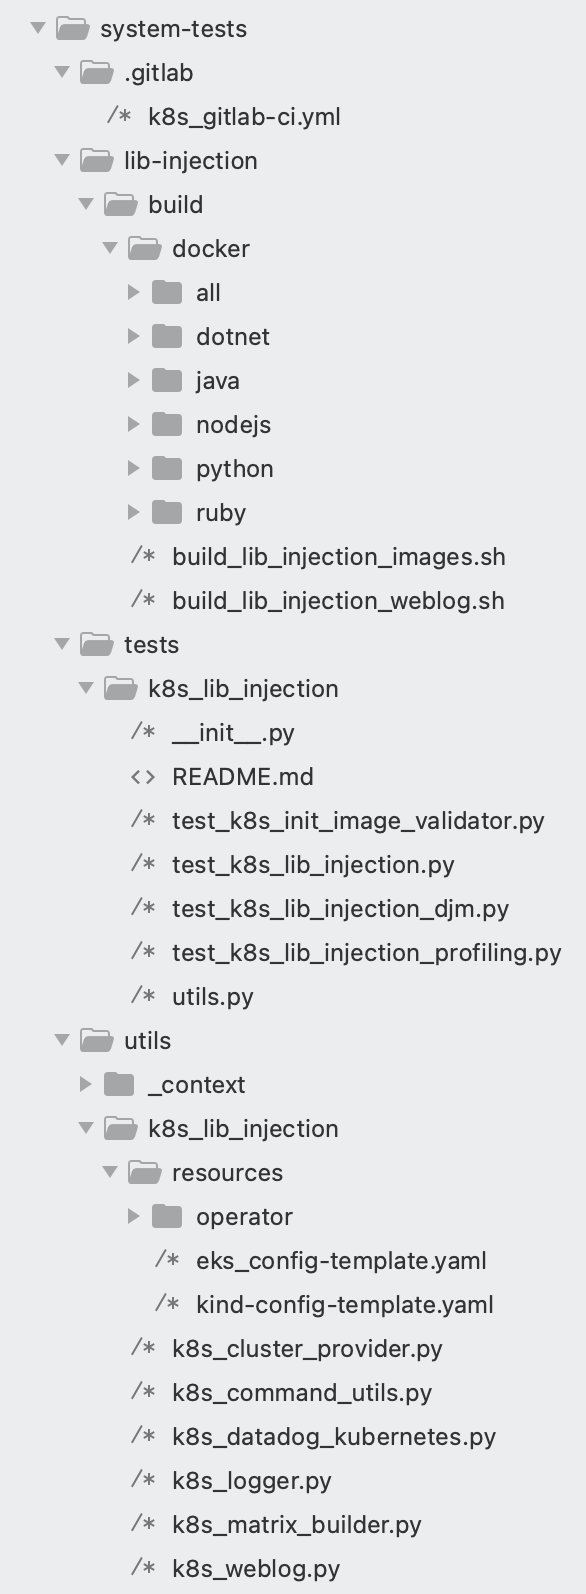 system-tests
.gitlab
/* k8s_gitlab-ci.yml
lib-injection
build
docker
all
dotnet
java
nodejs
python
ruby
/* build_lib_injection_images.sh
/* build_lib_injection_weblog.sh
tests
k8s_lib_injection
/* __init__.py
<> README.md
/* test_k8s_init_image_validator.py
/* test_k8s_lib_injection.py
/* test_k8s_lib_injection_djm.py
/* test_k8s_lib_injection_profiling.py
/* utils.py
utils
_context
k8s_lib_injection
resources
operator
/* eks_config-template.yaml
/* kind-config-template.yaml
/* k8s_cluster_provider.py
/* k8s_command_utils.py
/* k8s_datadog_kubernetes.py
/* k8s_logger.py
/* k8s_matrix_builder.py
/* k8s_weblog.py